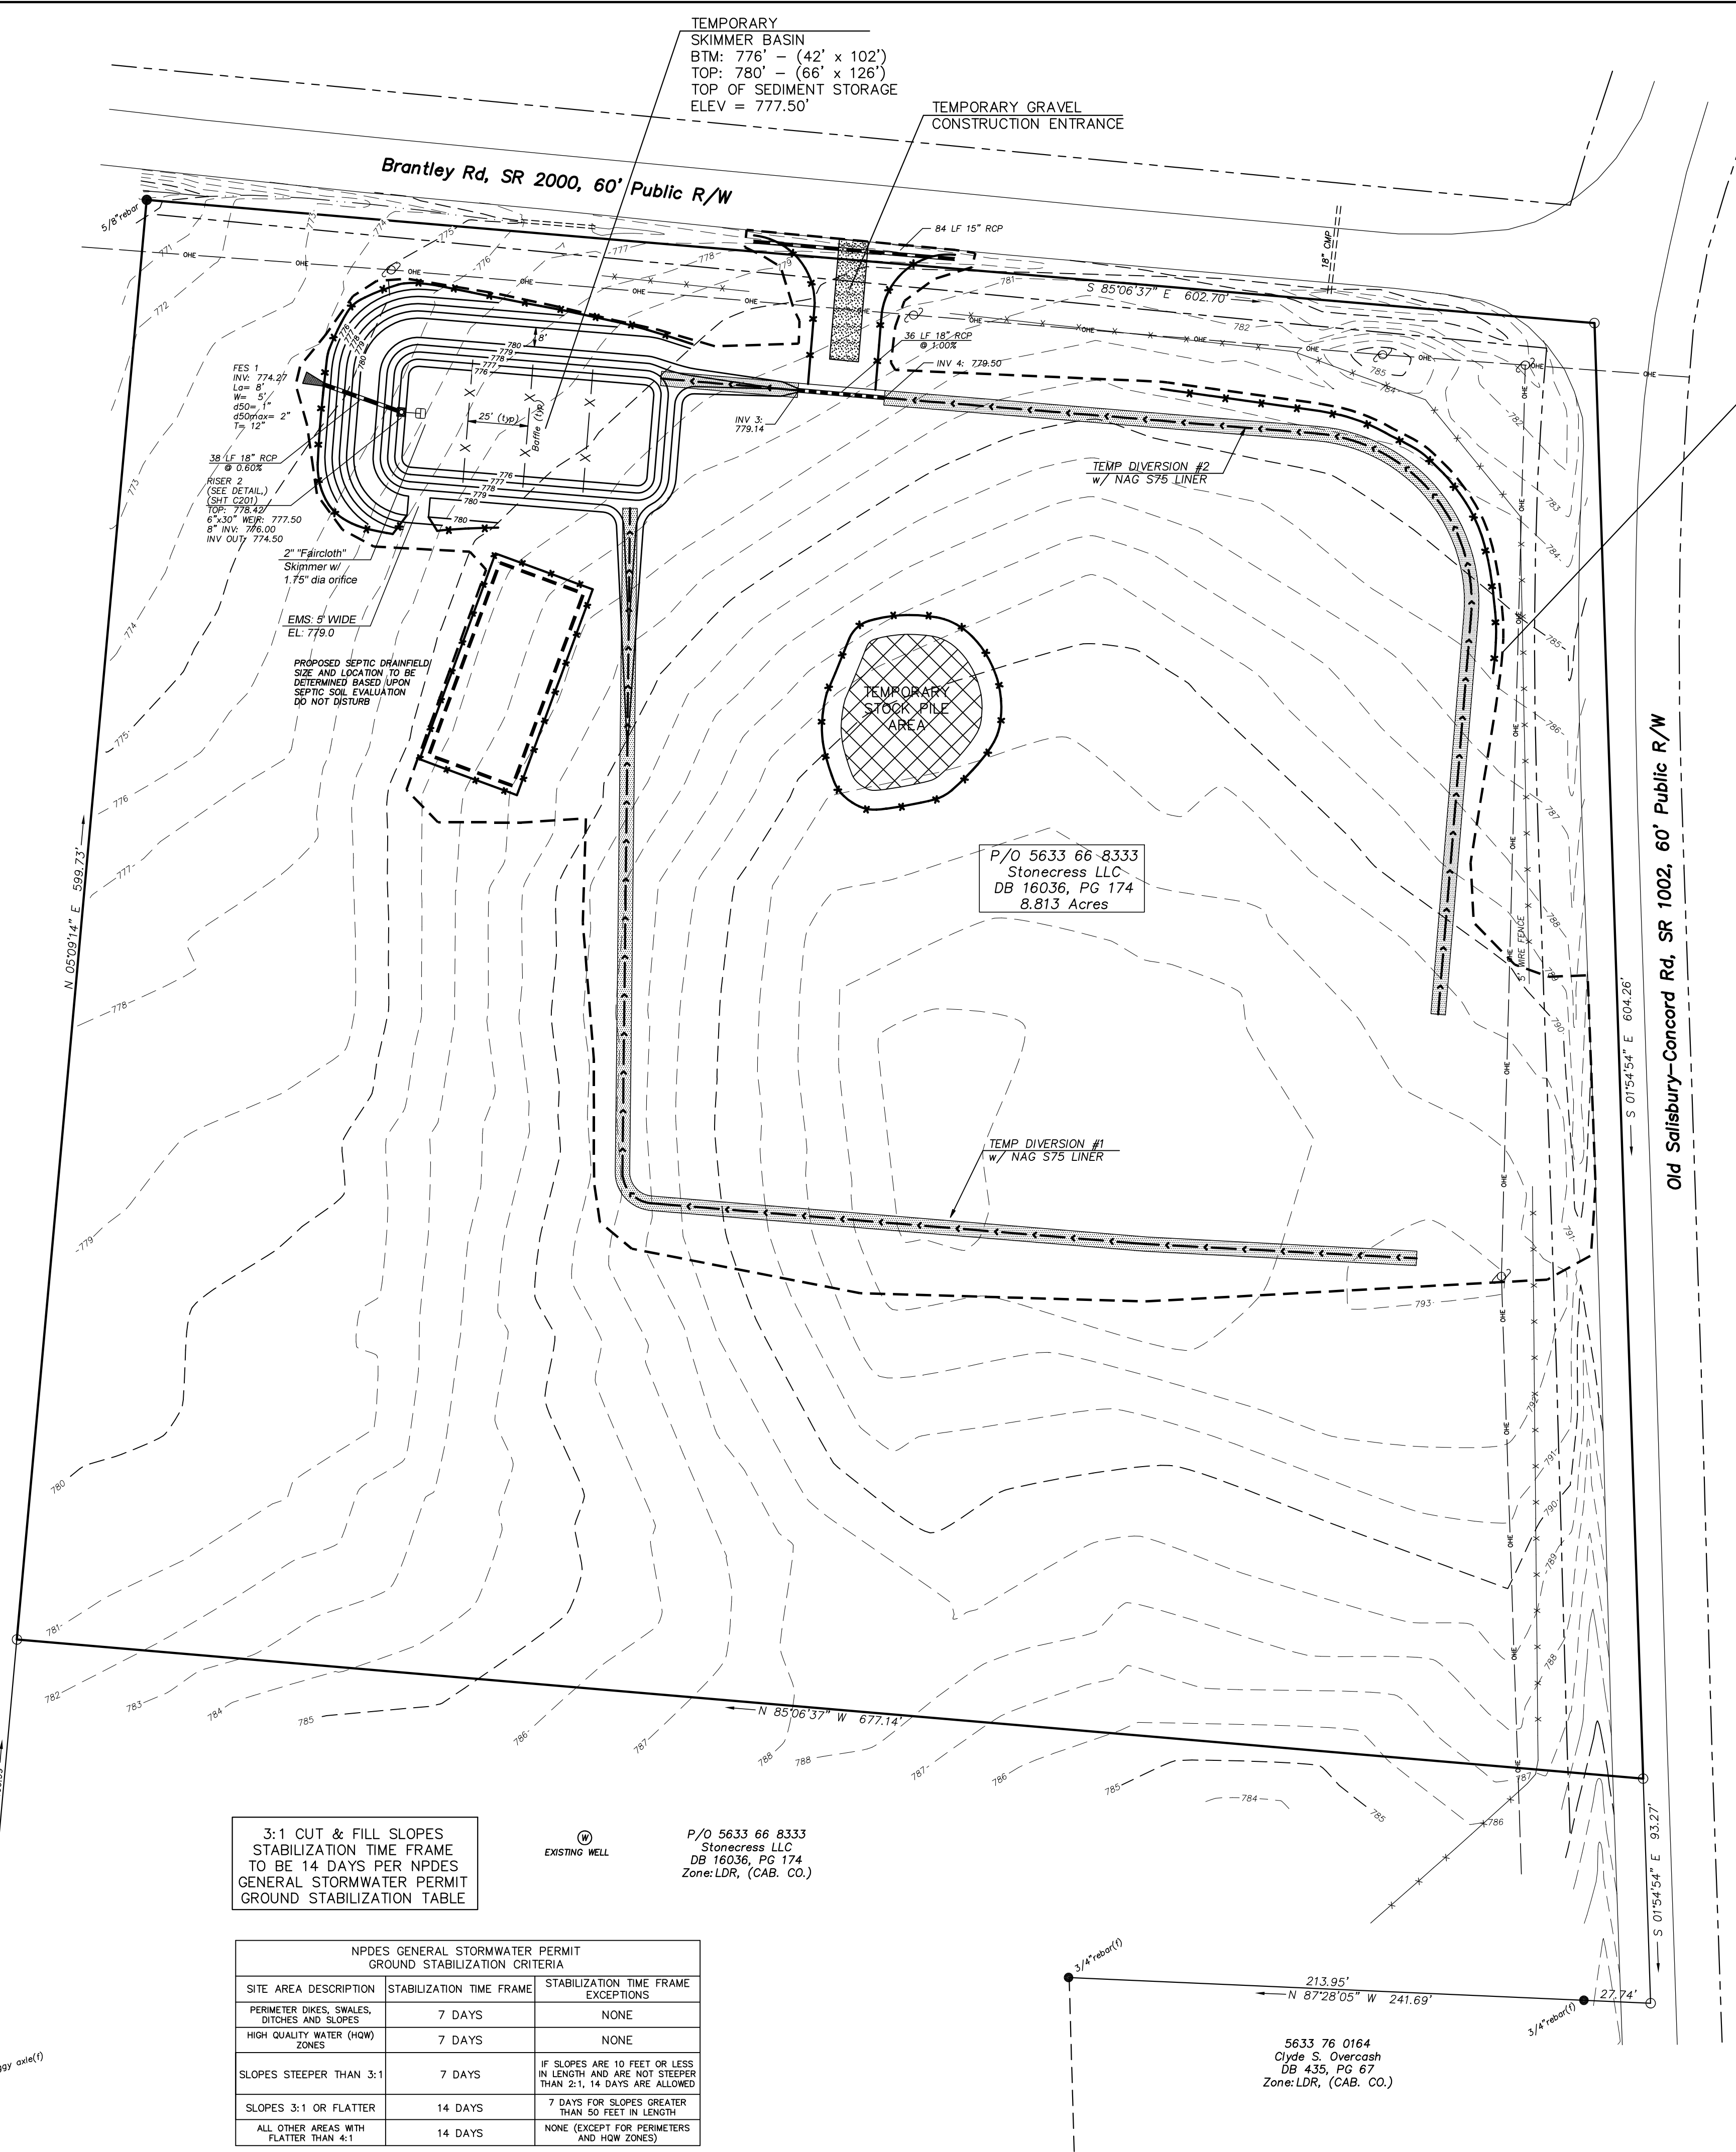 TEMPORARY
SKIMMER BASIN
BTM: 776' - (42' x 102')
TOP: 780' - (66' x 126')
TOP OF SEDIMENT STORAGE
ELEV = 777.50'
TEMPORARY GRAVEL
CONSTRUCTION ENTRANCE
Brantley Rd, SR 2000, 60' Public R/W
5/8"rebar
84 LF 15" RCP
18" CMP
S 85°06'37" E 602.70'
36 LF 18" RCP
@ 1.00%
INV 4: 779.50
INV 3:
779.14
FES 1
INV: 774.27
La= 8'
W= 5'
d50= 1"
d50max= 2"
T= 12"
38 LF 18" RCP
@ 0.60%
RISER 2
(SEE DETAIL,)
(SHT C201)
TOP: 778.42
6"x30" WEIR: 777.50
8" INV: 776.00
INV OUT: 774.50
2" "Faircloth"
Skimmer w/
1.75" dia orifice
EMS: 5' WIDE
EL: 779.0
8'
25' (typ)
Baffle (typ)
TEMP DIVERSION #2
w/ NAG S75 LINER
PROPOSED SEPTIC DRAINFIELD
SIZE AND LOCATION TO BE
DETERMINED BASED UPON
SEPTIC SOIL EVALUATION
DO NOT DISTURB
TEMPORARY
STOCK PILE
AREA
P/O 5633 66 8333
Stonecress LLC
DB 16036, PG 174
8.813 Acres
N 05°09'14" E 599.73'
5' WIRE FENCE
S 01°54'54" E 604.26'
Old Salisbury-Concord Rd, SR 1002, 60' Public R/W
TEMP DIVERSION #1
w/ NAG S75 LINER
N 85°06'37" W 677.14'
3:1 CUT & FILL SLOPES
STABILIZATION TIME FRAME
TO BE 14 DAYS PER NPDES
GENERAL STORMWATER PERMIT
GROUND STABILIZATION TABLE
W
EXISTING WELL
P/O 5633 66 8333
Stonecress LLC
DB 16036, PG 174
Zone:LDR, (CAB. CO.)
S 01°54'54" E 93.27'
NPDES GENERAL STORMWATER PERMIT
GROUND STABILIZATION CRITERIA
SITE AREA DESCRIPTION STABILIZATION TIME FRAME STABILIZATION TIME FRAME EXCEPTIONS
PERIMETER DIKES, SWALES, DITCHES AND SLOPES 7 DAYS NONE
HIGH QUALITY WATER (HQW) ZONES 7 DAYS NONE
SLOPES STEEPER THAN 3:1 7 DAYS IF SLOPES ARE 10 FEET OR LESS IN LENGTH AND ARE NOT STEEPER THAN 2:1, 14 DAYS ARE ALLOWED
SLOPES 3:1 OR FLATTER 14 DAYS 7 DAYS FOR SLOPES GREATER THAN 50 FEET IN LENGTH
ALL OTHER AREAS WITH FLATTER THAN 4:1 14 DAYS NONE (EXCEPT FOR PERIMETERS AND HQW ZONES)
3/4"rebar(f)
213.95'
N 87°28'05" W 241.69'
27.74'
3/4"rebar(f)
5633 76 0164
Clyde S. Overcash
DB 435, PG 67
Zone:LDR, (CAB. CO.)
axle(f)